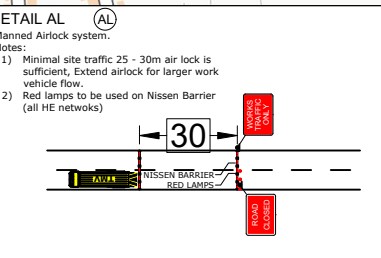 ETAIL AL AL
Manned Airlock system.
Notes:
1) Minimal site traffic 25 - 30m air lock is
sufficient, Extend airlock for larger work
vehicle flow.
2) Red lamps to be used on Nissen Barrier
(all HE netwoks)
30
WORKS
TRAFFIC
ONLY
NISSEN BARRIER
RED LAMPS
TMV
ROAD
CLOSED